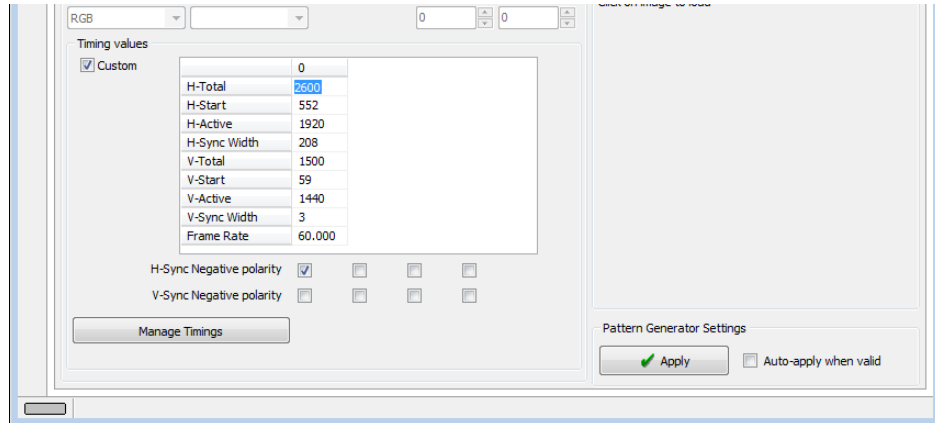 Click on image to load
RGB
0 0
Timing values
Custom
0
H-Total 2600
H-Start 552
H-Active 1920
H-Sync Width 208
V-Total 1500
V-Start 59
V-Active 1440
V-Sync Width 3
Frame Rate 60.000
H-Sync Negative polarity
V-Sync Negative polarity
Manage Timings
Pattern Generator Settings
Apply Auto-apply when valid